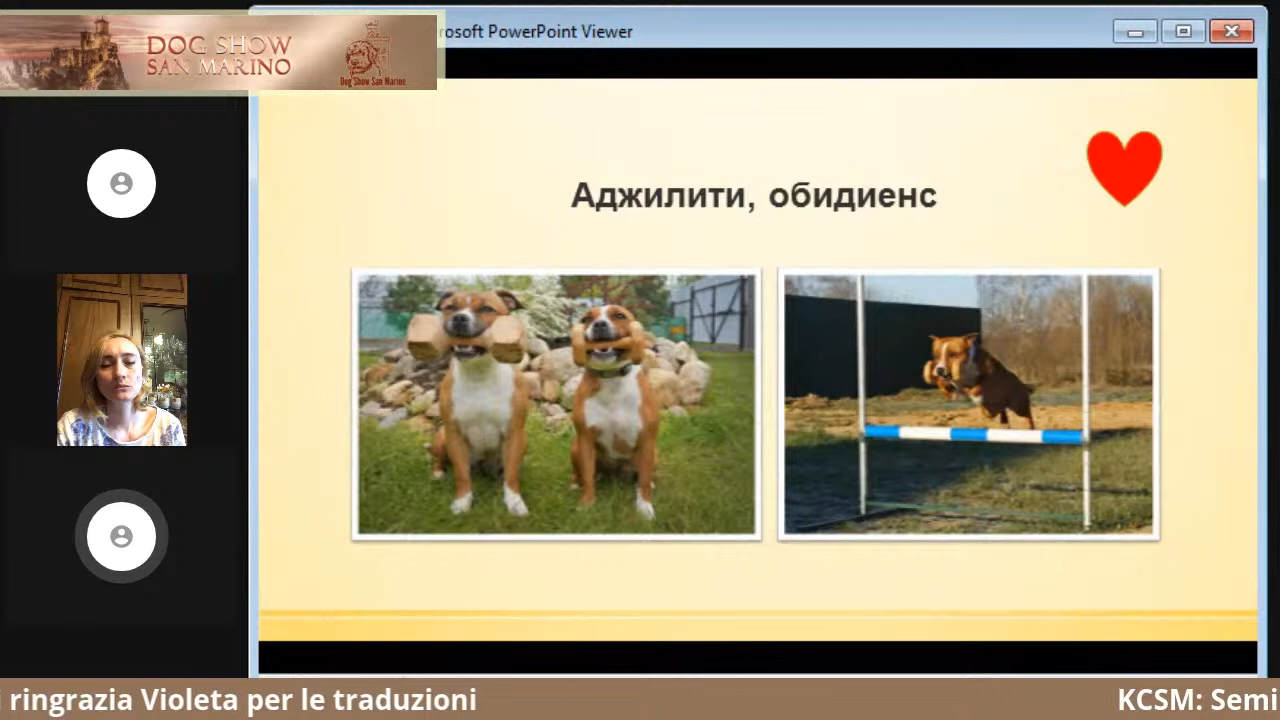 DOG SHOW
SAN MARINO
Dog Show San Marino
rosoft PowerPoint Viewer
Аджилити, обидиенс
ringrazia Violeta per le traduzioni
KCSM: Semi